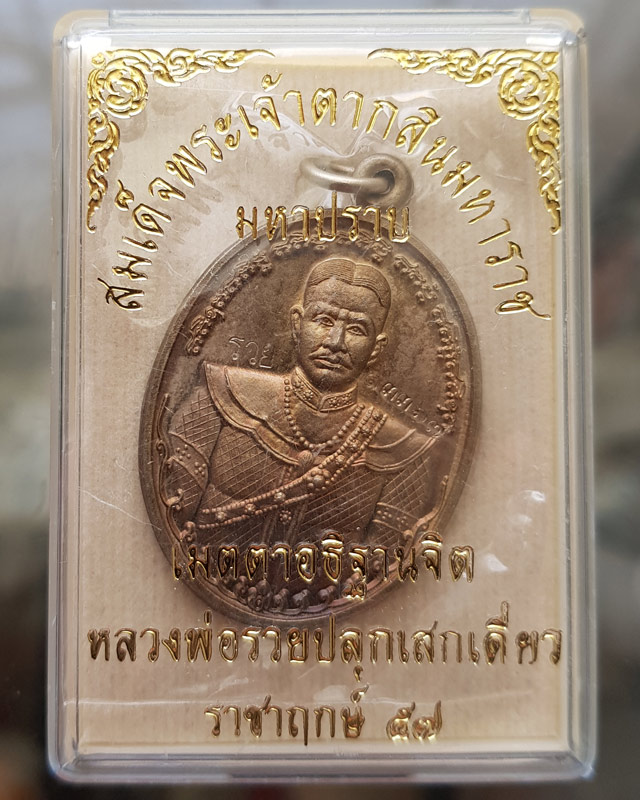 สมเด็จพระเจ้าตากสินมหาราช
มหาปราบ
รวย
เมตตาอธิฐานจิต
หลวงพ่อรวยปลุกเสกเดี่ยว
ราชาฤกษ์ ๕๗